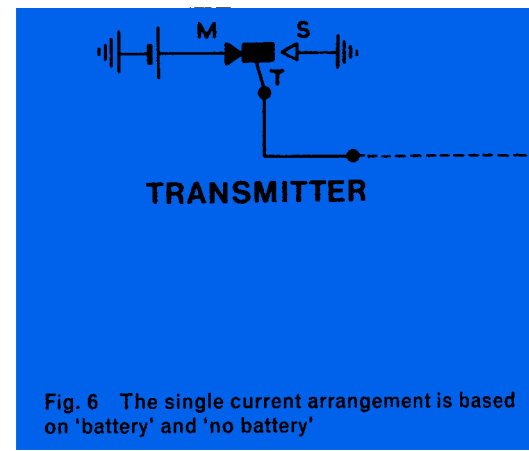 M S
T
TRANSMITTER
Fig. 6 The single current arrangement is based
on 'battery' and 'no battery'